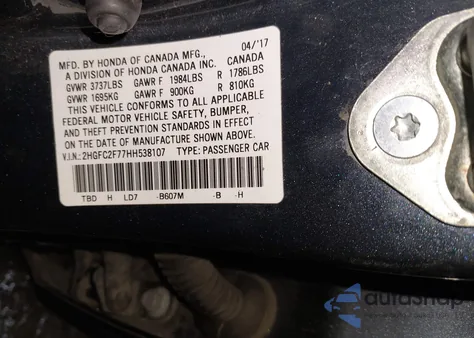 MFD. BY HONDA OF CANADA MFG., 04/'17
A DIVISION OF HONDA CANADA INC. CANADA
GVWR 3737LBS GAWR F 1984LBS R 1786LBS
GVWR 1695KG GAWR F 900KG R 810KG
THIS VEHICLE CONFORMS TO ALL APPLICABLE
FEDERAL MOTOR VEHICLE SAFETY, BUMPER,
AND THEFT PREVENTION STANDARDS IN EFFECT
ON THE DATE OF MANUFACTURE SHOWN ABOVE.
V.I.N.: 2HGFC2F77HH538107 TYPE: PASSENGER CAR
TBD H LD7 -B607M -B -H